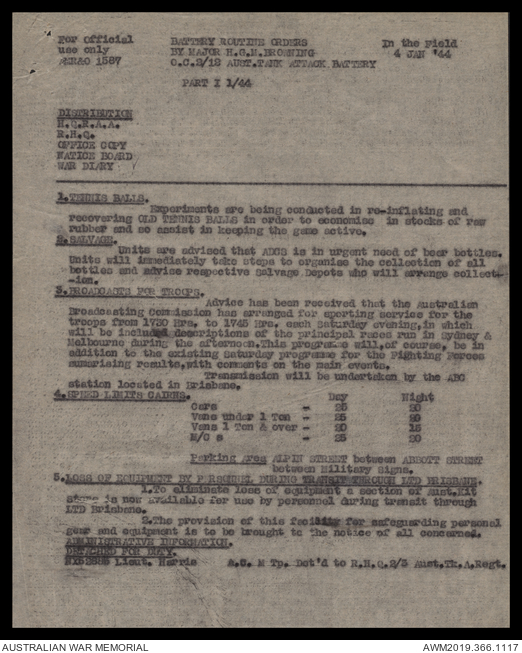 For Official BATTERY ROUTINE ORDERS In the Field
use only BY MAJOR H.G.M.BROWNING 4 JAN '44
1587 O.C.2/12 AUST.TANK ATTACK BATTERY
PART I 1/44
DISTRIBUTION
H.Q.R.A.A.
R.H.Q.
OFFICE COPY
NATICE BOARD
WAR DIARY
1.TENNIS BALLS.
Experiments are being conducted in re-inflating and
recovering OLD TENNIS BALLS in order to economise in stocks of raw
rubber and so assist in keeping the game active.
2.SALVAGE.
Units are advised that ADOS is in urgent need of beer bottles.
Units will immediately take steps to organise the collection of all
bottles and advise respective Salvage Depots who will arrange collect-
-ion.
3.BROADCASTS FOR TROOPS.
Advice has been received that the Australian
Broadcasting Commission has arranged for sporting service for the
troops from 1730 Hrs. to 1745 Hrs. each Saturday evening,in which
will be included descriptions of the principal races run in Sydney &
Melbourne during the afternoon.This programme will,of course, be in
addition to the existing Saturday programme for the Fighting Forces
sumarising results,with comments on the main events.
Transmission will be undertaken by the ABC
station located in Brisbane.
4.SPEED LIMITS CAIRNS. Day Night
Cars - 25 20
Vans under 1 Ton - 25 20
Vans 1 Ton & over - 20 15
M/C s - 25 20
Parking Area ALPIN STREET between ABBOTT STREET
between Military Signs.
5.LOSS OF EQUIPMENT BY PERSONNEL DURING TRANSIT THROUGH LTD BRISBANE.
1.To eliminate loss of equipment a section of Aust.Kit
is now available for use by personnel during transit through
LTD Brisbane.
2.The provision of this facility for safeguarding personel
gear and equipment is to be brought to the notice of all concerned.
ADMINISTRATIVE INFORMATION.
DETACHED FOR DUTY.
Lieut. Harris Tp. Det'd to R.H.Q.2/3 Aust.Tk.A.Regt.
AUSTRALIAN WAR MEMORIAL AWM2019.366.1117